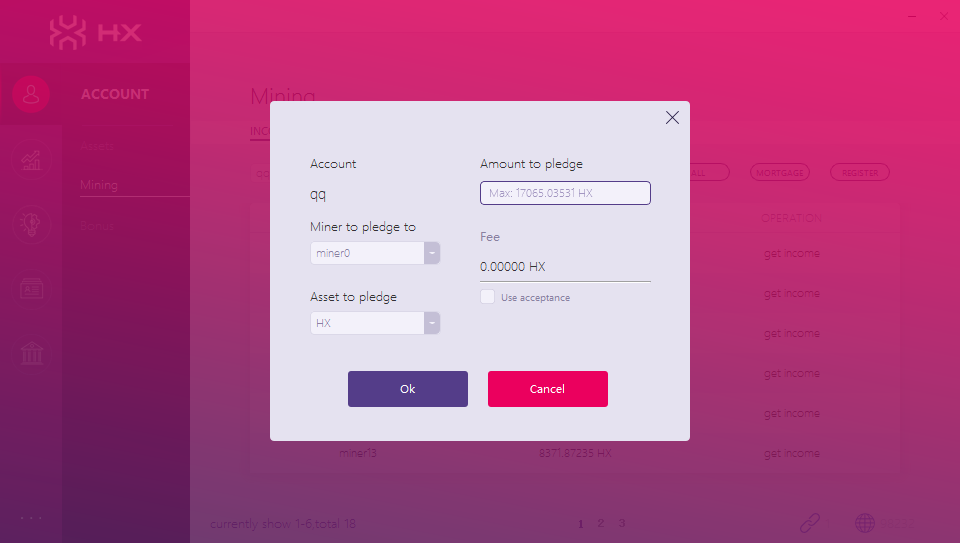 HX
ACCOUNT
Assets
Mining
Bonus
Mining
MORTGAGE
REGISTER
OPERATION
Account
qq
Miner to pledge to
miner0
Asset to pledge
HX
Amount to pledge
Max: 17065.03531 HX
Fee
0.00000 HX
Use acceptance
Ok
Cancel
get income
get income
get income
get income
get income
miner13
8371.87235 HX
get income
currently show 1-6,total 18
1 2 3